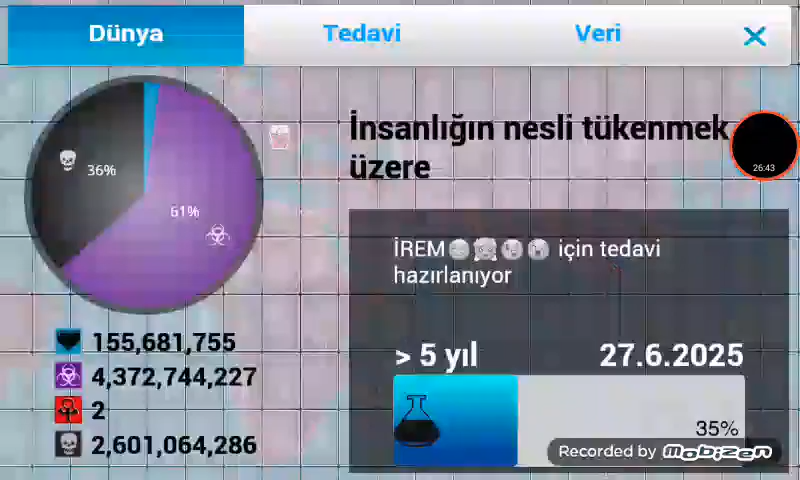 Dünya
Tedavi
Veri
36%
61%
155,681,755
4,372,744,227
2
2,601,064,286
İnsanlığın nesli tükenmek
üzere
26:43
İREM için tedavi
hazırlanıyor
> 5 yıl
27.6.2025
35%
Recorded by mobizen